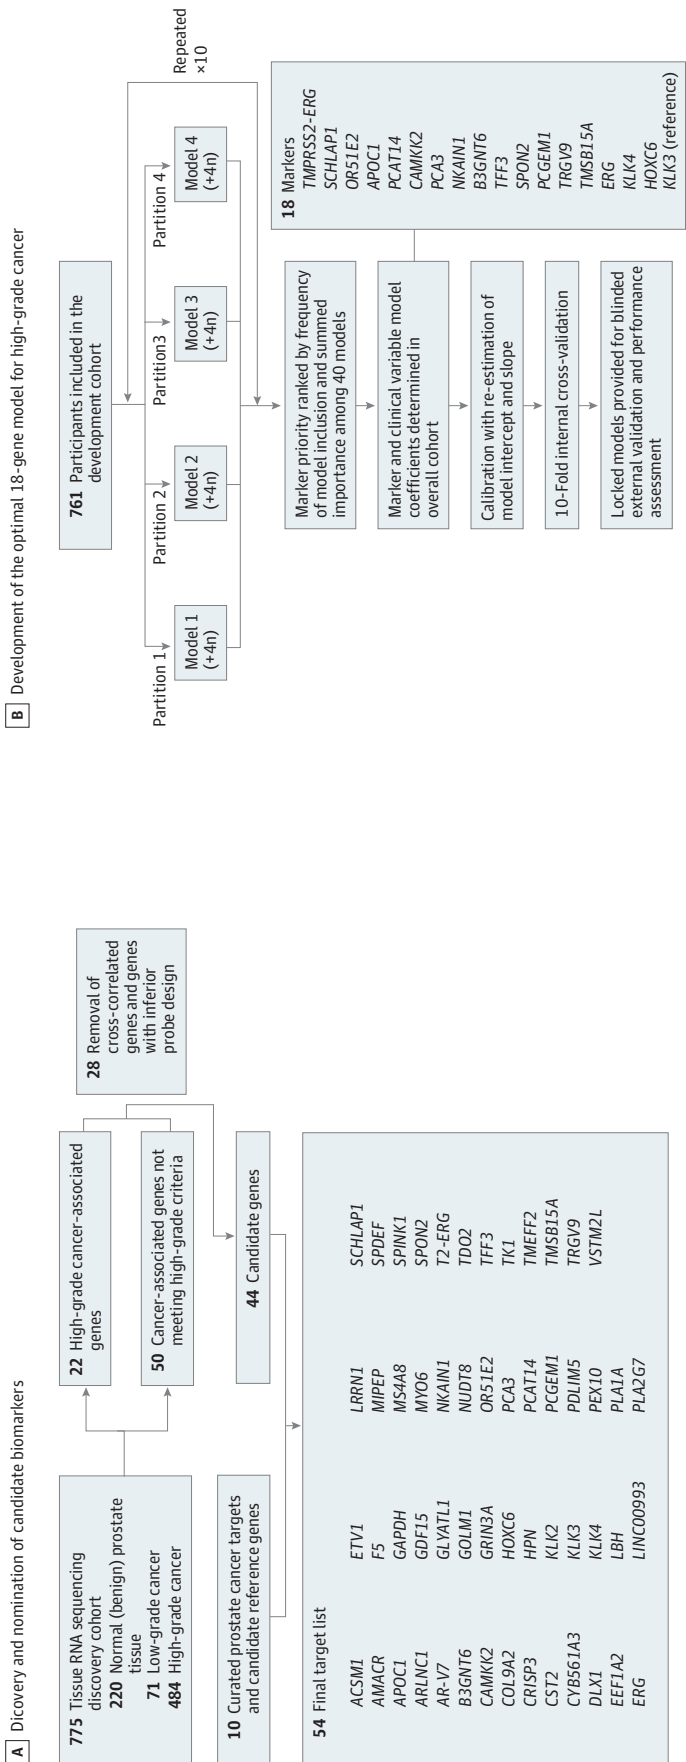 A Dicovery and nomination of candidate biomarkers
775 Tissue RNA sequencing
discovery cohort
220 Normal (benign) prostate
tissue
71 Low-grade cancer
484 High-grade cancer
22 High-grade cancer-associated
genes
50 Cancer-associated genes not
meeting high-grade criteria
28 Removal of
cross-correlated
genes and genes
with inferior
probe design
10 Curated prostate cancer targets
and candidate reference genes
44 Candidate genes
54 Final target list
ACSM1
AMACR
APOC1
ARLNC1
AR-V7
B3GNT6
CAMKK2
COL9A2
CRISP3
CST2
CYB561A3
DLX1
EEF1A2
ERG
ETV1
F5
GAPDH
GDF15
GLYATL1
GOLM1
GRIN3A
HOXC6
HPN
KLK2
KLK3
KLK4
LBH
LINC00993
LRRN1
MIPEP
MS4A8
MYO6
NKAIN1
NUDT8
OR51E2
PCA3
PCAT14
PCGEM1
PDLIM5
PEX10
PLA1A
PLA2G7
SCHLAP1
SPDEF
SPINK1
SPON2
T2-ERG
TDO2
TFF3
TK1
TMEFF2
TMSB15A
TRGV9
VSTM2L
B Development of the optimal 18-gene model for high-grade cancer
761 Participants included in the
development cohort
Repeated
×10
Partition 1
Partition 2
Partition3
Partition 4
Model 1
(+4n)
Model 2
(+4n)
Model 3
(+4n)
Model 4
(+4n)
Marker priority ranked by frequency
of model inclusion and summed
importance among 40 models
Marker and clinical variable model
coefficients determined in
overall cohort
Calibration with re-estimation of
model intercept and slope
10-Fold internal cross-validation
Locked models provided for blinded
external validation and performance
assessment
18 Markers
TMPRSS2-ERG
SCHLAP1
OR51E2
APOC1
PCAT14
CAMKK2
PCA3
NKAIN1
B3GNT6
TFF3
SPON2
PCGEM1
TRGV9
TMSB15A
ERG
KLK4
HOXC6
KLK3 (reference)